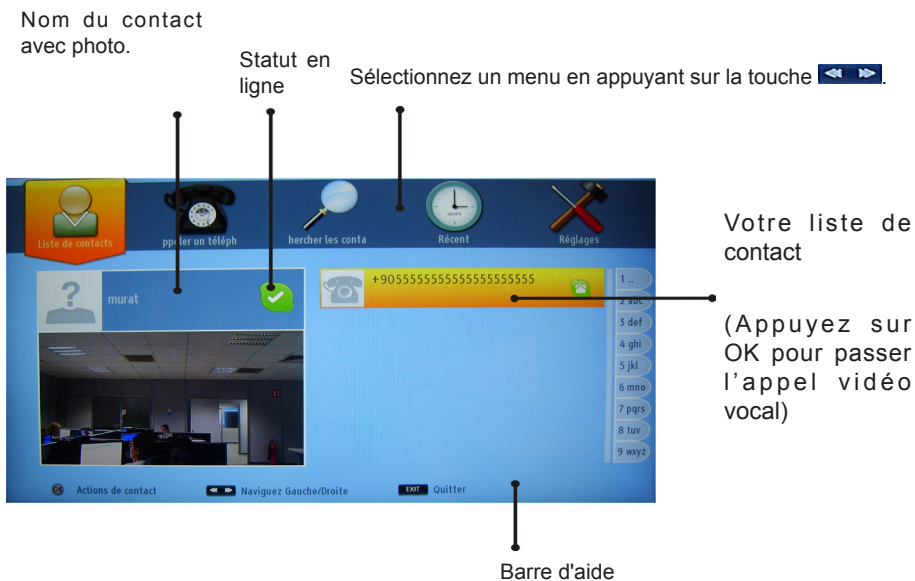 Nom du contact
avec photo.
Statut en
ligne
Sélectionnez un menu en appuyant sur la touche .
Liste de contacts
ppeler un téléph
hercher les conta
Récent
Réglages
Votre liste de
contact
(Appuyez sur
OK pour passer
l'appel vidéo
vocal)
murat
+905555555555555555555555
1 ..
2 abc
3 def
4 ghi
5 jkl
6 mno
7 pqrs
8 tuv
9 wxyz
OK Actions de contact
Naviguez Gauche/Droite
EXIT Quitter
Barre d'aide